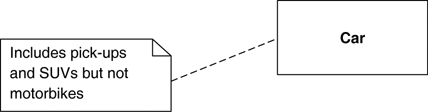 Includes pick-ups
and SUVs but not
motorbikes
Car